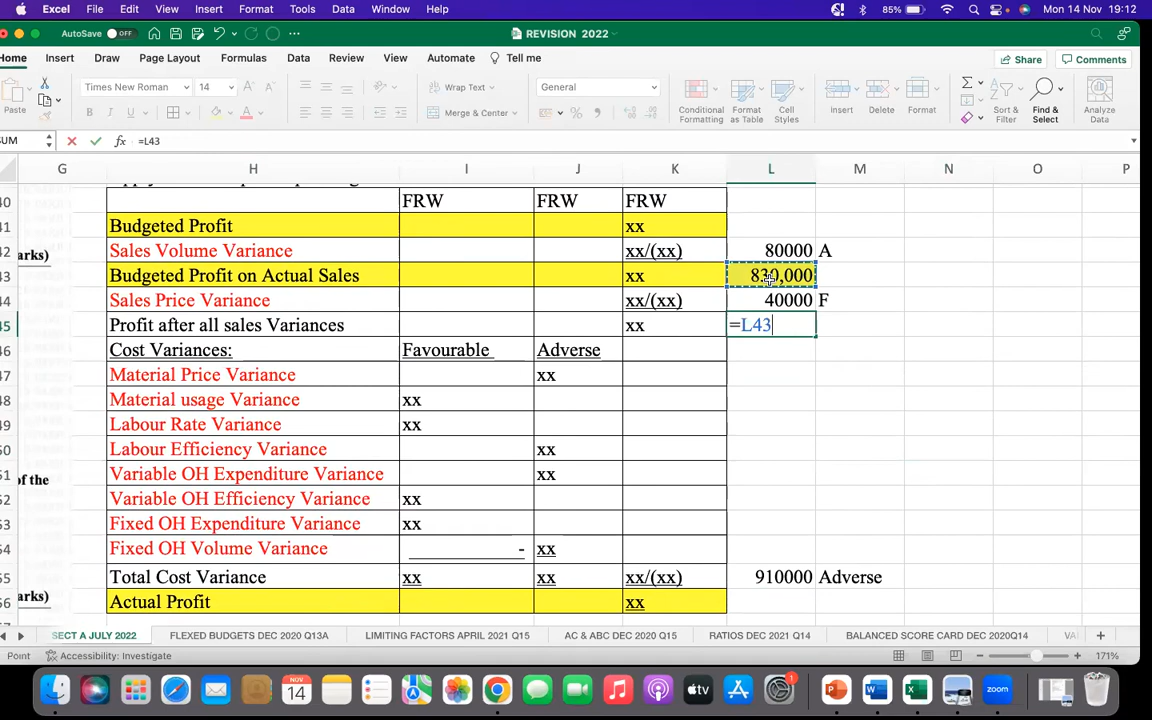 Excel File Edit View Insert Format Tools Data Window Help 85% Mon 14 Nov 19:12
AutoSave OFF REVISION 2022
Home Insert Draw Page Layout Formulas Data Review View Automate Tell me Share Comments
Paste Times New Roman 14 Wrap Text Merge & Center General Conditional Formatting Format as Table Cell Styles Insert Delete Format Sort & Filter Find & Select Analyze Data
SUM fx =L43
G H I J K L M N O P
40 FRW FRW FRW
41 Budgeted Profit xx
42 arks) Sales Volume Variance xx/(xx) 80000 A
43 Budgeted Profit on Actual Sales xx 830,000
44 Sales Price Variance xx/(xx) 40000 F
45 Profit after all sales Variances xx =L43
46 Cost Variances: Favourable Adverse
47 Material Price Variance xx
48 Material usage Variance xx
49 Labour Rate Variance xx
50 Labour Efficiency Variance xx
51 of the Variable OH Expenditure Variance xx
52 Variable OH Efficiency Variance xx
53 Fixed OH Expenditure Variance xx
54 Fixed OH Volume Variance - xx
55 Total Cost Variance xx xx xx/(xx) 910000 Adverse
56 arks) Actual Profit xx
SECT A JULY 2022 FLEXED BUDGETS DEC 2020 Q13A LIMITING FACTORS APRIL 2021 Q15 AC & ABC DEC 2020 Q15 RATIOS DEC 2021 Q14 BALANCED SCORE CARD DEC 2020Q14 VA
Point Accessibility: Investigate 171%
NOV
14
tv
1
zoom